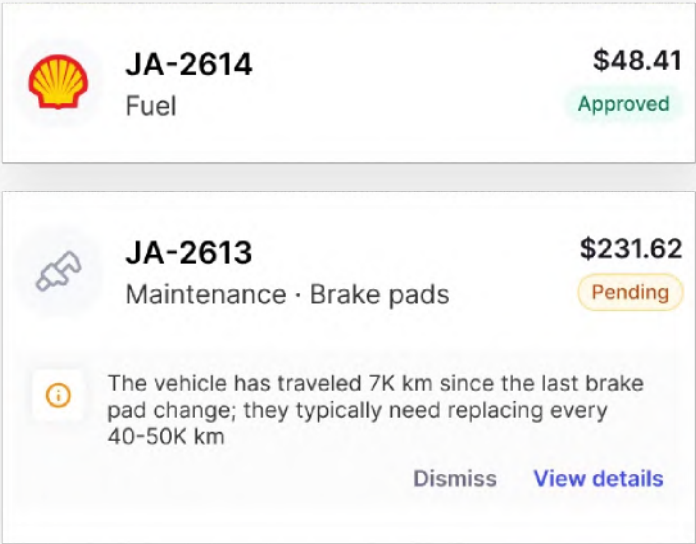 JA-2614
$48.41
Fuel
Approved
JA-2613
$231.62
Maintenance · Brake pads
Pending
The vehicle has traveled 7K km since the last brake
pad change; they typically need replacing every
40-50K km
Dismiss
View details